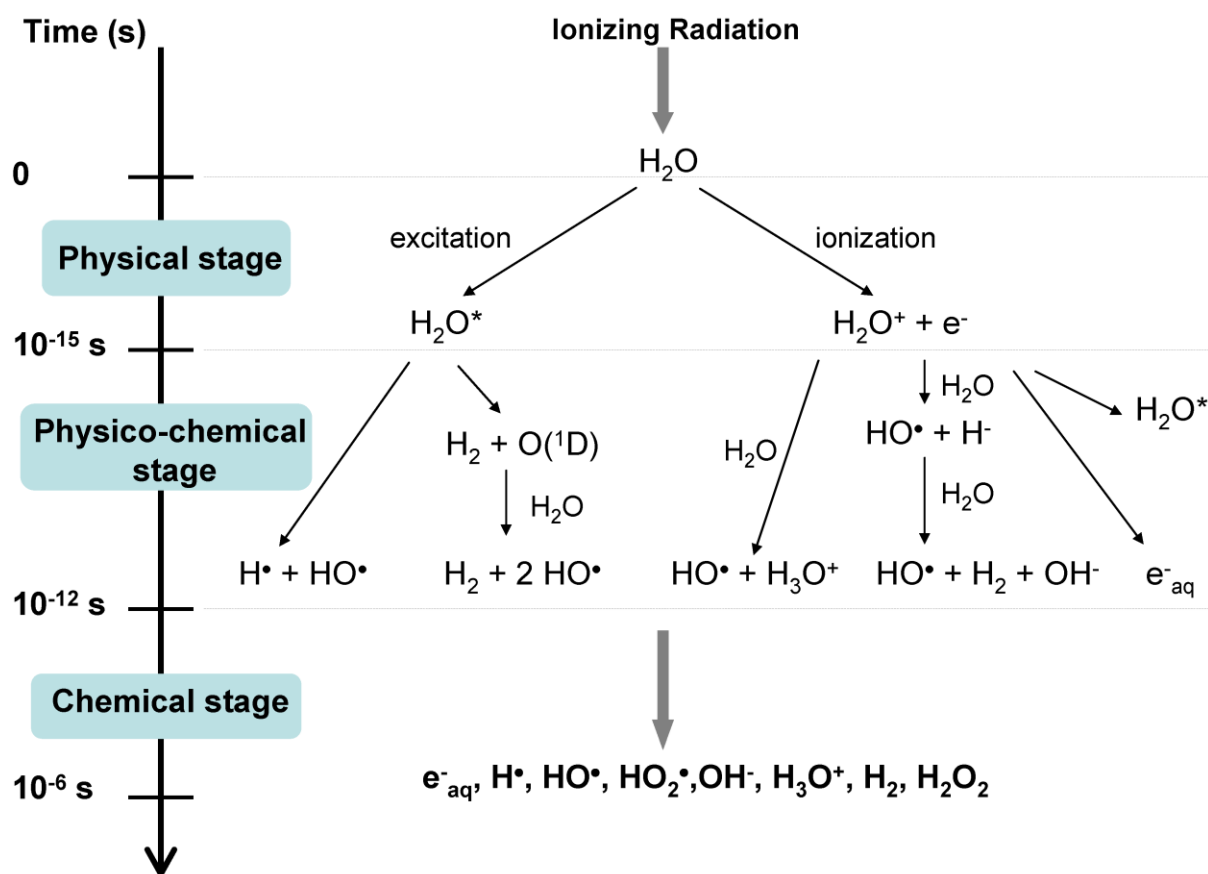 Time (s)
Ionizing Radiation
0
H₂O
excitation
ionization
Physical stage
H₂O*
H₂O⁺ + e⁻
10⁻¹⁵ s
H₂O
H₂O*
Physico-chemical
stage
H₂ + O(¹D)
H₂O
HO• + H⁻
H₂O
H₂O
H• + HO•
H₂ + 2 HO•
HO• + H₃O⁺
HO• + H₂ + OH⁻
e⁻aq
10⁻¹² s
Chemical stage
10⁻⁶ s
e⁻aq, H•, HO•, HO₂•,OH⁻, H₃O⁺, H₂, H₂O₂